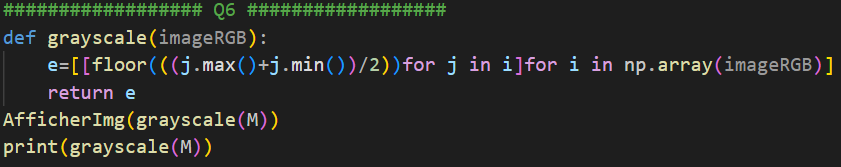 ################## Q6 ##################
def grayscale(imageRGB):
    e=[[floor(((j.max()+j.min())/2))for j in i]for i in np.array(imageRGB)]
    return e
AfficherImg(grayscale(M))
print(grayscale(M))